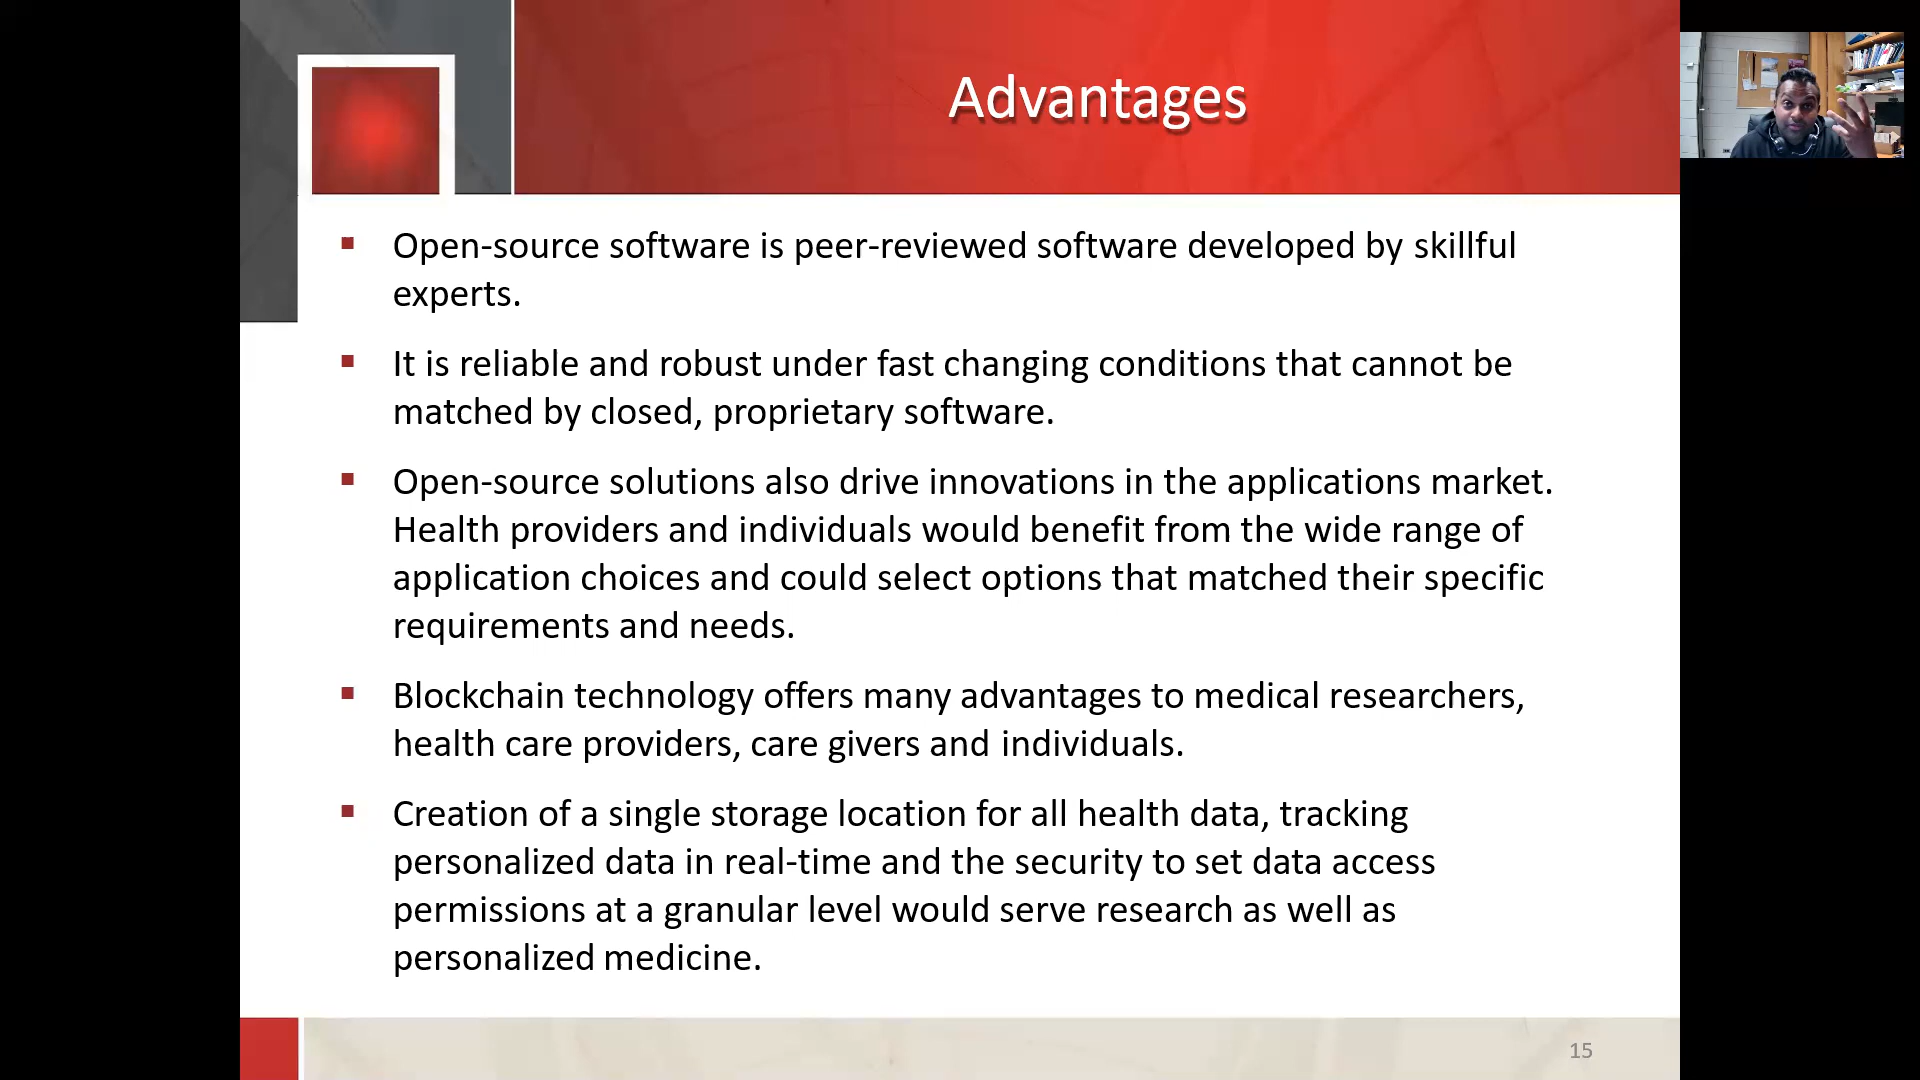 Advantages
Open-source software is peer-reviewed software developed by skillful
experts.
It is reliable and robust under fast changing conditions that cannot be
matched by closed, proprietary software.
Open-source solutions also drive innovations in the applications market.
Health providers and individuals would benefit from the wide range of
application choices and could select options that matched their specific
requirements and needs.
Blockchain technology offers many advantages to medical researchers,
health care providers, care givers and individuals.
Creation of a single storage location for all health data, tracking
personalized data in real-time and the security to set data access
permissions at a granular level would serve research as well as
personalized medicine.
15